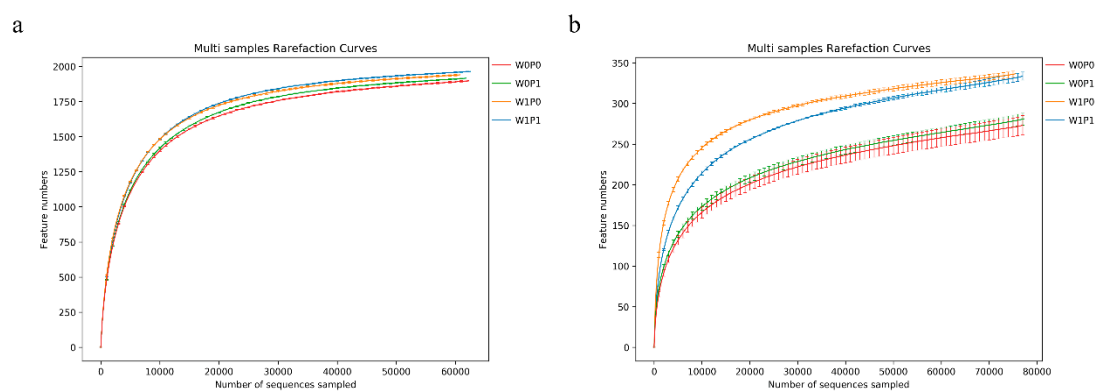 a
Multi samples Rarefaction Curves
Feature numbers
2000
1750
1500
1250
1000
750
500
250
0
0 10000 20000 30000 40000 50000 60000
Number of sequences sampled
W0P0
W0P1
W1P0
W1P1
b
Multi samples Rarefaction Curves
Feature numbers
350
300
250
200
150
100
50
0
0 10000 20000 30000 40000 50000 60000 70000 80000
Number of sequences sampled
W0P0
W0P1
W1P0
W1P1